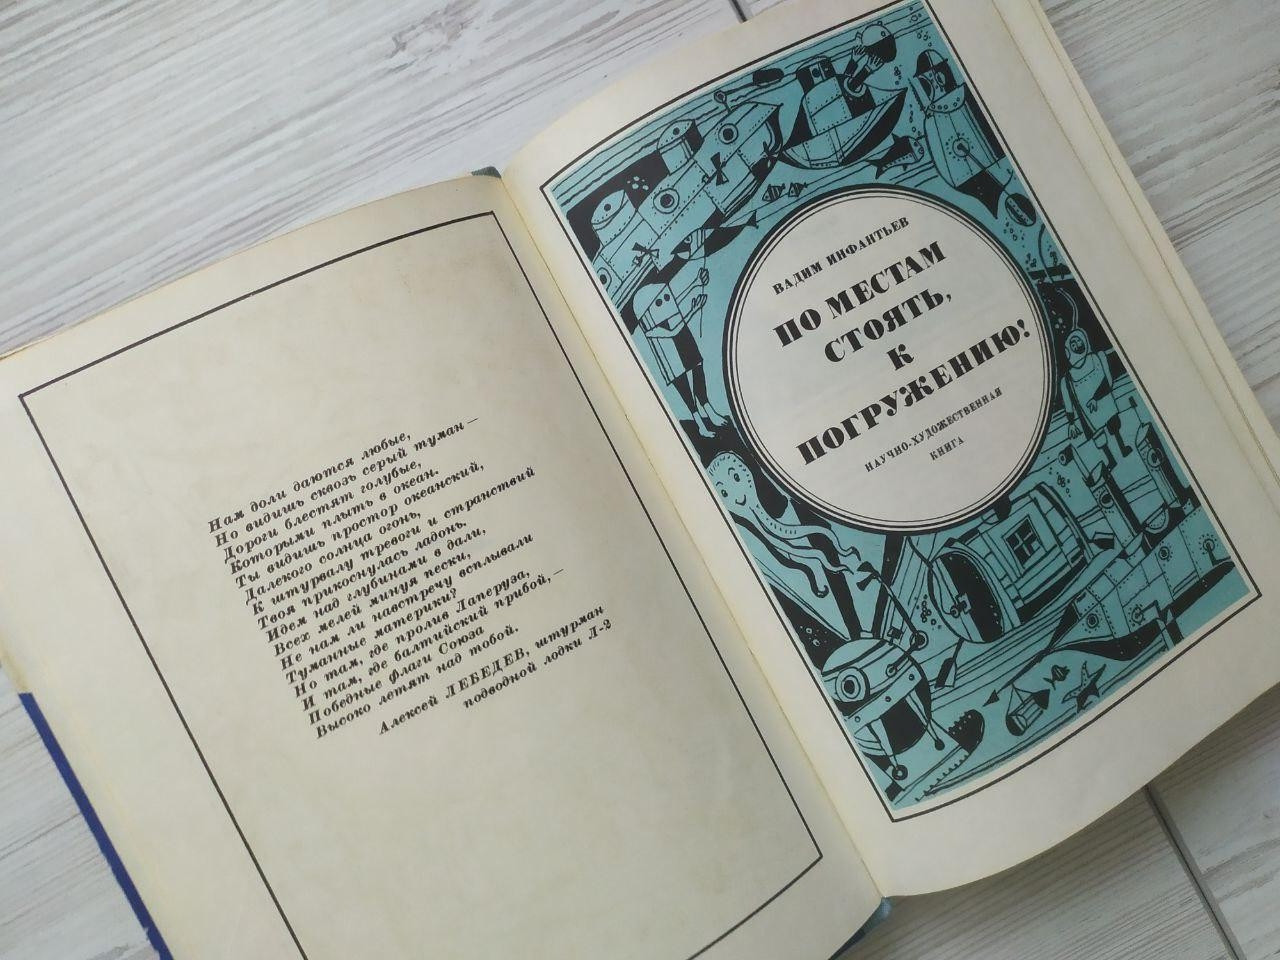 Нам доли даются любые,
Но видишь сквозь серый туман —
Дороги блестят голубые,
Которыми плыть в океан.
Ты видишь простор океанский,
Далекого солнца огонь,
К штурвалу тревоги и странствий
Твоя прикоснулась ладонь.
Идем над глубинами в дали,
Всех мелей минуя пески,
Не нам ли навстречу всплывали
Туманные материки?
Но там, где пролив Лаперуза,
И там, где балтийский прибой, —
Победные флаги Союза
Высоко летят над тобой.
Алексей ЛЕБЕДЕВ, штурман
подводной лодки Л-2
ВАДИМ ИНФАНТЬЕВ
ПО МЕСТАМ
СТОЯТЬ,
К
ПОГРУЖЕНИЮ!
НАУЧНО-ХУДОЖЕСТВЕННАЯ
КНИГА